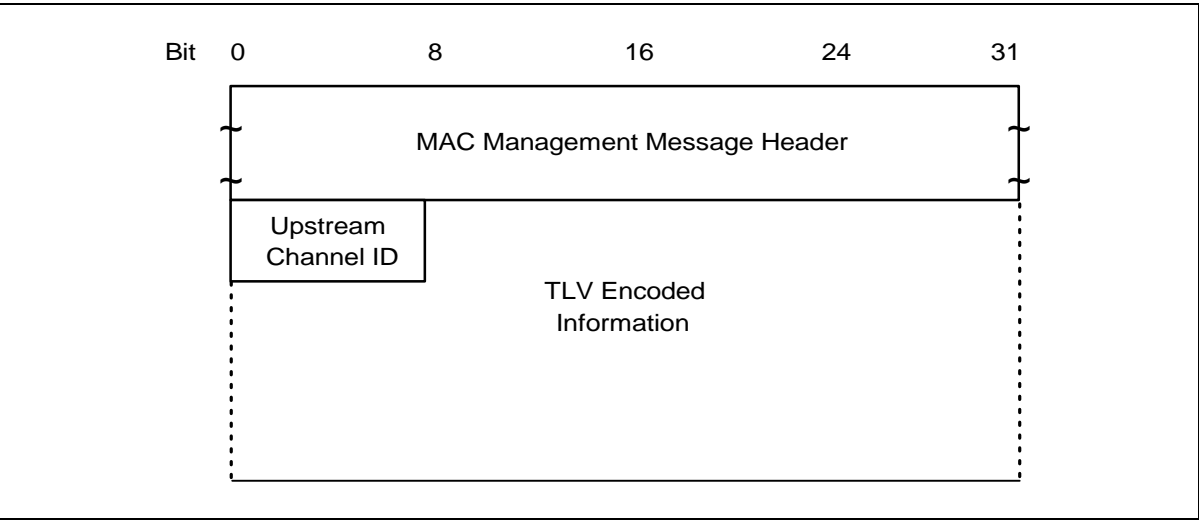 Bit 0 8 16 24 31
MAC Management Message Header
Upstream
Channel ID
TLV Encoded
Information